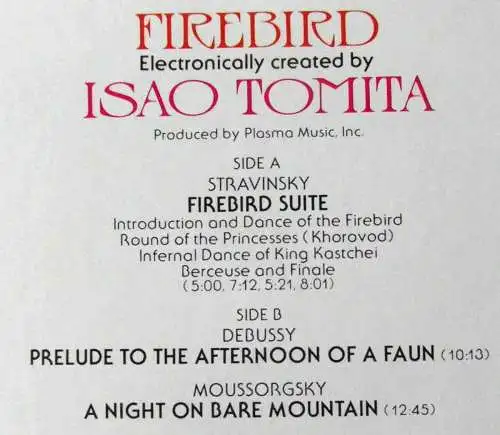 FIREBIRD
Electronically created by
ISAO TOMITA
Produced by Plasma Music, Inc.
SIDE A
STRAVINSKY
FIREBIRD SUITE
Introduction and Dance of the Firebird
Round of the Princesses (Khorovod)
Infernal Dance of King Kastchei
Berceuse and Finale
(5:00, 7:12, 5:21, 8:01)
SIDE B
DEBUSSY
PRELUDE TO THE AFTERNOON OF A FAUN (10:13)
MOUSSORGSKY
A NIGHT ON BARE MOUNTAIN (12:45)